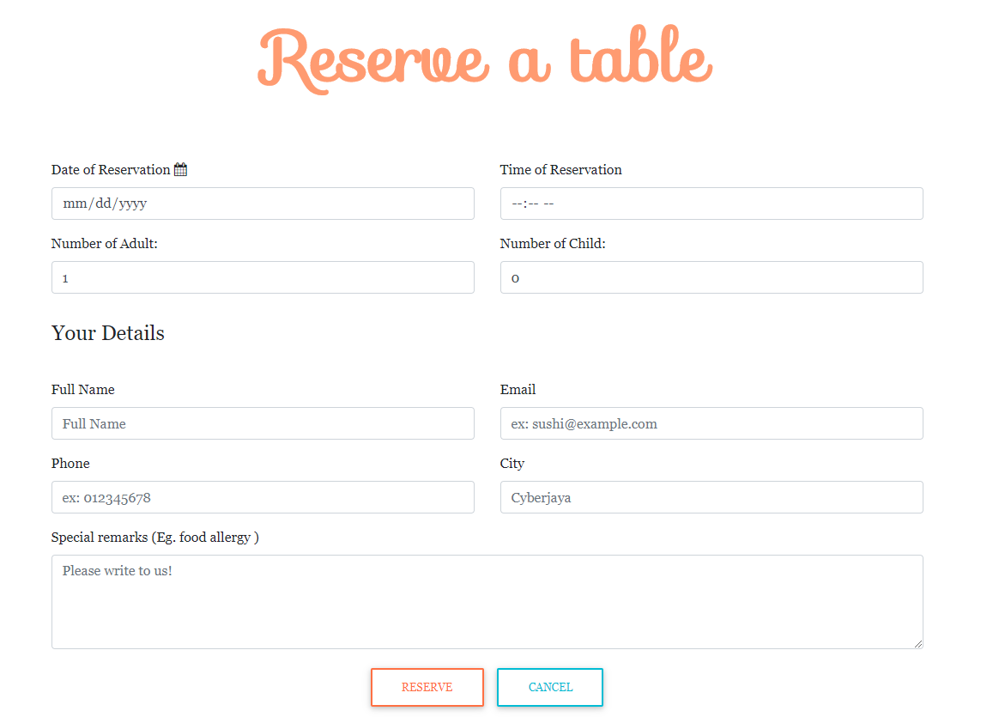 Reserve a table
Date of Reservation
Time of Reservation
mm/dd/yyyy
--:-- --
Number of Adult:
Number of Child:
1
0
Your Details
Full Name
Email
Full Name
ex: sushi@example.com
Phone
City
ex: 012345678
Cyberjaya
Special remarks (Eg. food allergy )
Please write to us!
RESERVE
CANCEL